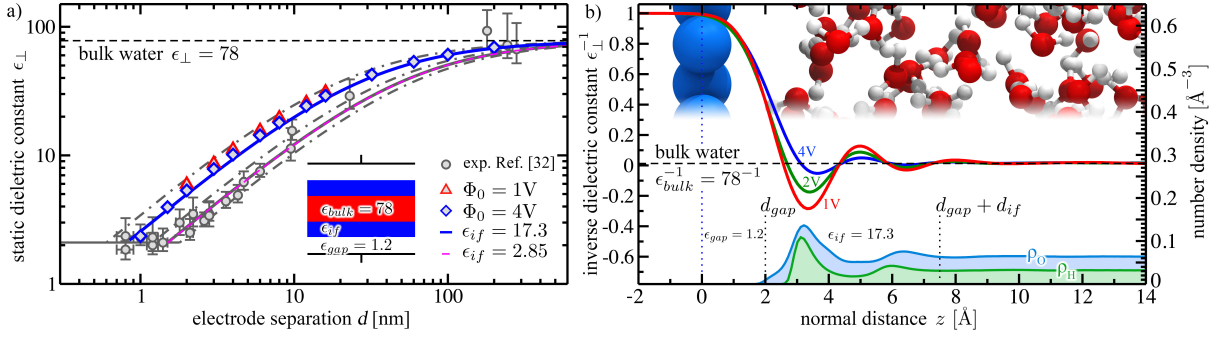 a)
static dieletric constant ϵ⊥
100
10
1
bulk water ϵ⊥ = 78
ϵbulk = 78
ϵif
ϵgap = 1.2
exp. Ref. [32]
Φ0 = 1V
Φ0 = 4V
ϵif = 17.3
ϵif = 2.85
1
10
100
electrode separation d [nm]
b)
inverse dielectric constant ϵ⊥^-1
1
0.8
0.6
0.4
0.2
0
-0.2
-0.4
-0.6
bulk water
ϵbulk^-1 = 78^-1
4V
2V
1V
dgap
dgap + dif
ϵgap = 1.2
ϵif = 17.3
ρO
ρH
-2
0
2
4
6
8
10
12
14
normal distance z [Å]
0.6
0.5
0.4
0.3
0.2
0.1
0
number density [Å^-3]